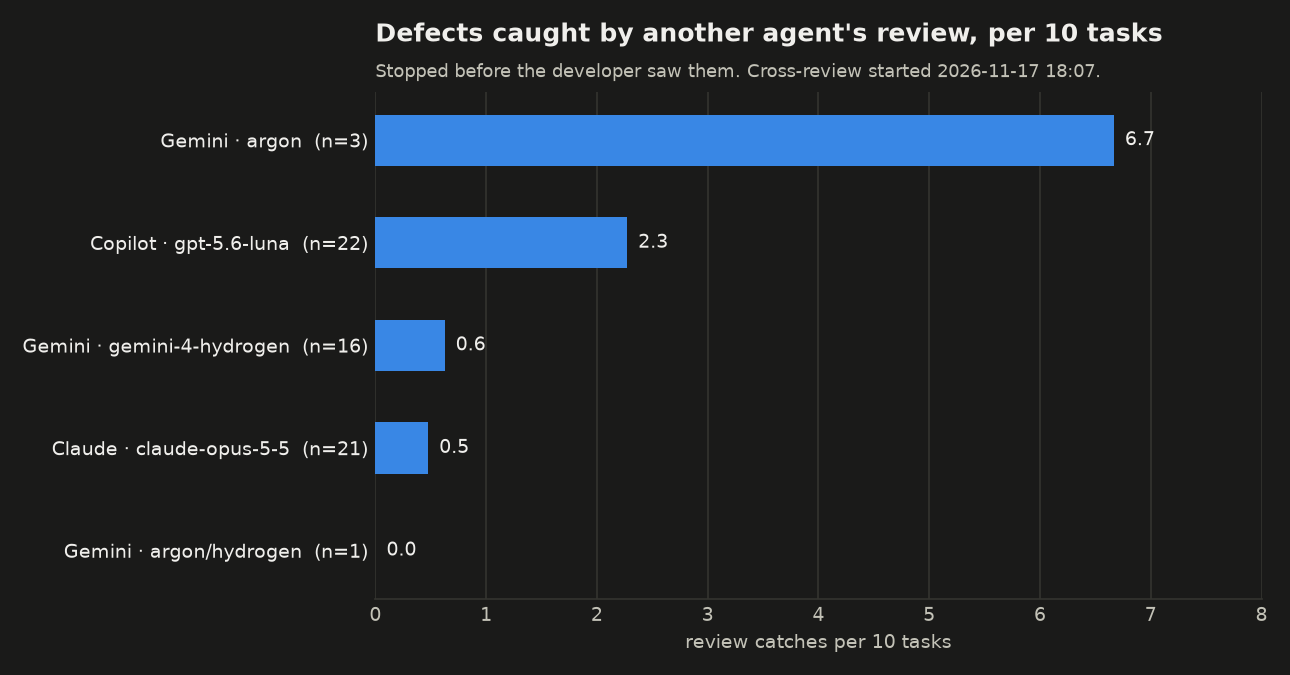 Defects caught by another agent's review, per 10 tasks
Stopped before the developer saw them. Cross-review started 2026-11-17 18:07.
Gemini · argon (n=3) 6.7
Copilot · gpt-5.6-luna (n=22) 2.3
Gemini · gemini-4-hydrogen (n=16) 0.6
Claude · claude-opus-5-5 (n=21) 0.5
Gemini · argon/hydrogen (n=1) 0.0
0 1 2 3 4 5 6 7 8
review catches per 10 tasks